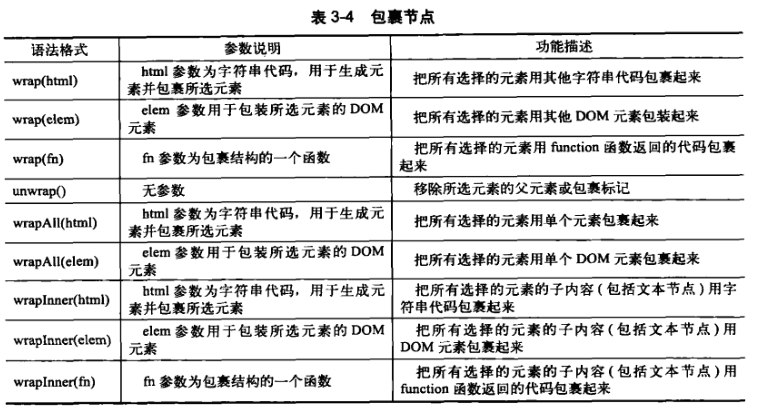 表 3-4 包裹节点
语法格式 参数说明 功能描述
wrap(html) html 参数为字符串代码，用于生成元素并包裹所选元素 把所有选择的元素用其他字符串代码包裹起来
wrap(elem) elem 参数用于包装所选元素的 DOM 元素 把所有选择的元素用其他 DOM 元素包装起来
wrap(fn) fn 参数为包裹结构的一个函数 把所有选择的元素用 function 函数返回的代码包裹起来
unwrap() 无参数 移除所选元素的父元素或包裹标记
wrapAll(html) html 参数为字符串代码，用于生成元素并包裹所选元素 把所有选择的元素用单个元素包裹起来
wrapAll(elem) elem 参数用于包装所选元素的 DOM 元素 把所有选择的元素用单个 DOM 元素包裹起来
wrapInner(html) html 参数为字符串代码，用于生成元素并包裹所选元素 把所有选择的元素的子内容（包括文本节点）用字符串代码包裹起来
wrapInner(elem) elem 参数用于包装所选元素的 DOM 元素 把所有选择的元素的子内容（包括文本节点）用 DOM 元素包裹起来
wrapInner(fn) fn 参数为包裹结构的一个函数 把所有选择的元素的子内容（包括文本节点）用 function 函数返回的代码包裹起来